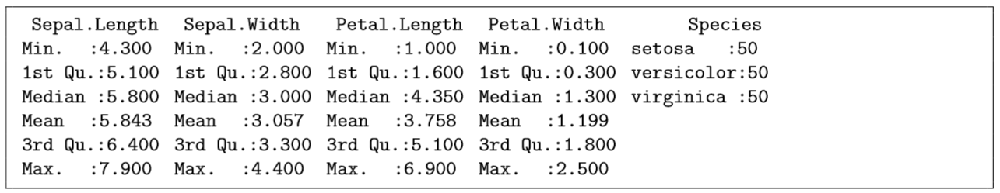 Sepal.Length Sepal.Width Petal.Length Petal.Width Species
Min. :4.300 Min. :2.000 Min. :1.000 Min. :0.100 setosa :50
1st Qu.:5.100 1st Qu.:2.800 1st Qu.:1.600 1st Qu.:0.300 versicolor:50
Median :5.800 Median :3.000 Median :4.350 Median :1.300 virginica :50
Mean :5.843 Mean :3.057 Mean :3.758 Mean :1.199
3rd Qu.:6.400 3rd Qu.:3.300 3rd Qu.:5.100 3rd Qu.:1.800
Max. :7.900 Max. :4.400 Max. :6.900 Max. :2.500